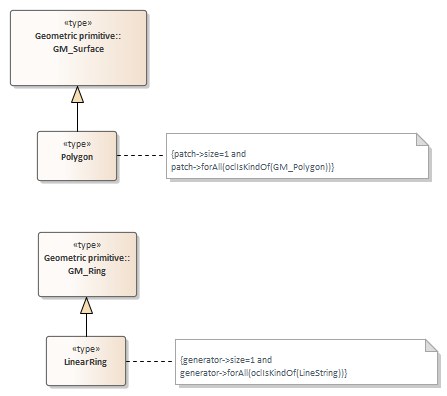 «type»
Geometric primitive::
GM_Surface
«type»
Polygon
{patch->size=1 and
patch->forAll(oclIsKindOf(GM_Polygon))}
«type»
Geometric primitive::
GM_Ring
«type»
LinearRing
{generator->size=1 and
generator->forAll(oclIsKindOf(LineString))}